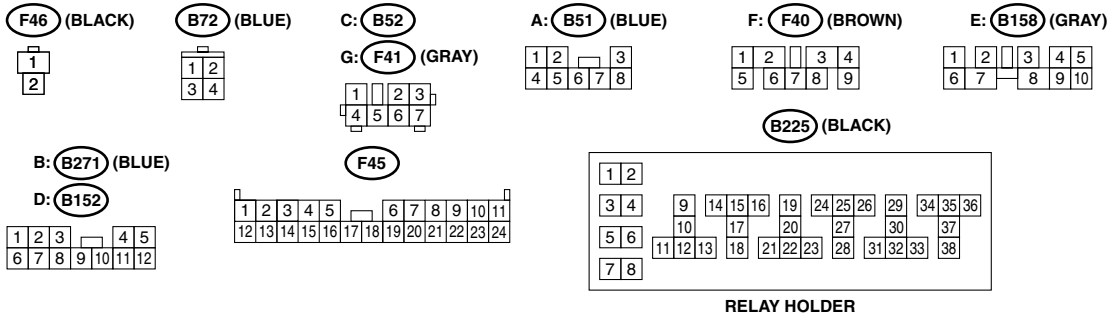 F46 (BLACK)
1
2
B72 (BLUE)
1 2
3 4
C: B52
G: F41 (GRAY)
1 2 3
4 5 6 7
A: B51 (BLUE)
1 2 3
4 5 6 7 8
F: F40 (BROWN)
1 2 3 4
5 6 7 8 9
E: B158 (GRAY)
1 2 3 4 5
6 7 8 9 10
B: B271 (BLUE)
D: B152
1 2 3 4 5
6 7 8 9 10 11 12
F45
1 2 3 4 5 6 7 8 9 10 11
12 13 14 15 16 17 18 19 20 21 22 23 24
B225 (BLACK)
1 2
3 4 9 14 15 16 19 24 25 26 29 34 35 36
10 17 20 27 30 37
5 6 11 12 13 18 21 22 23 28 31 32 33 38
7 8
RELAY HOLDER